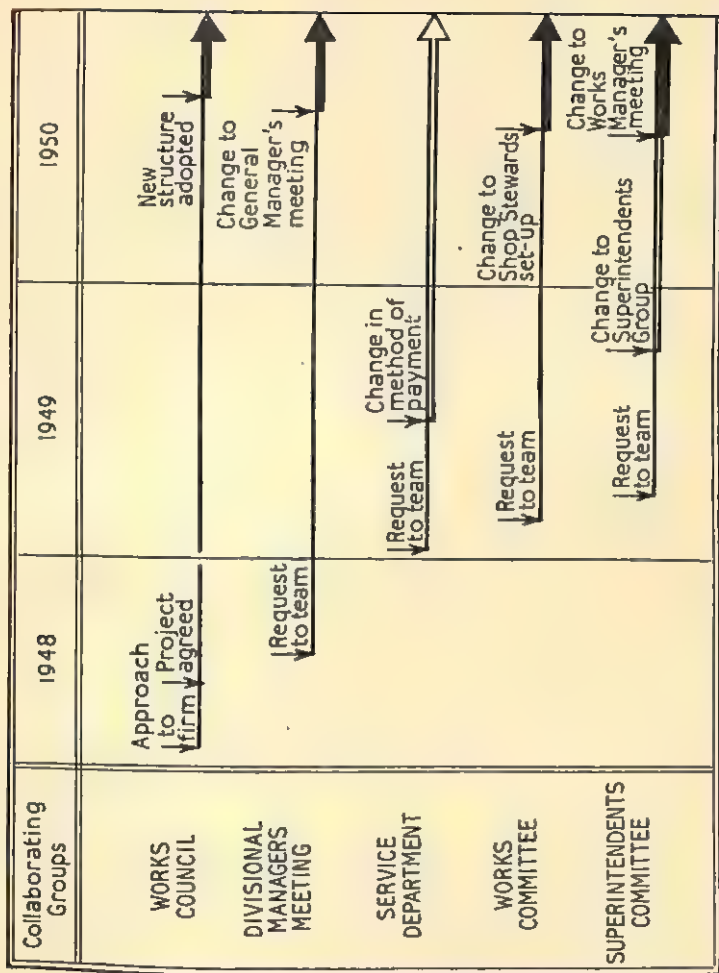 Collaborating
Groups
1948
1949
1950
WORKS
COUNCIL
Approach
to
firm
Project
agreed
New
structure
adopted
DIVISIONAL
MANAGERS
MEETING
Request
to team
Change to
General
Manager's
meeting
SERVICE
DEPARTMENT
Request
to team
Change in
method of
payment
WORKS
COMMITTEE
Request
to team
Change to
Shop Stewards
set-up
SUPERINTENDENTS
COMMITTEE
Request
to team
Change to
Superintendents
Group
Change to
Works
Manager's
meeting